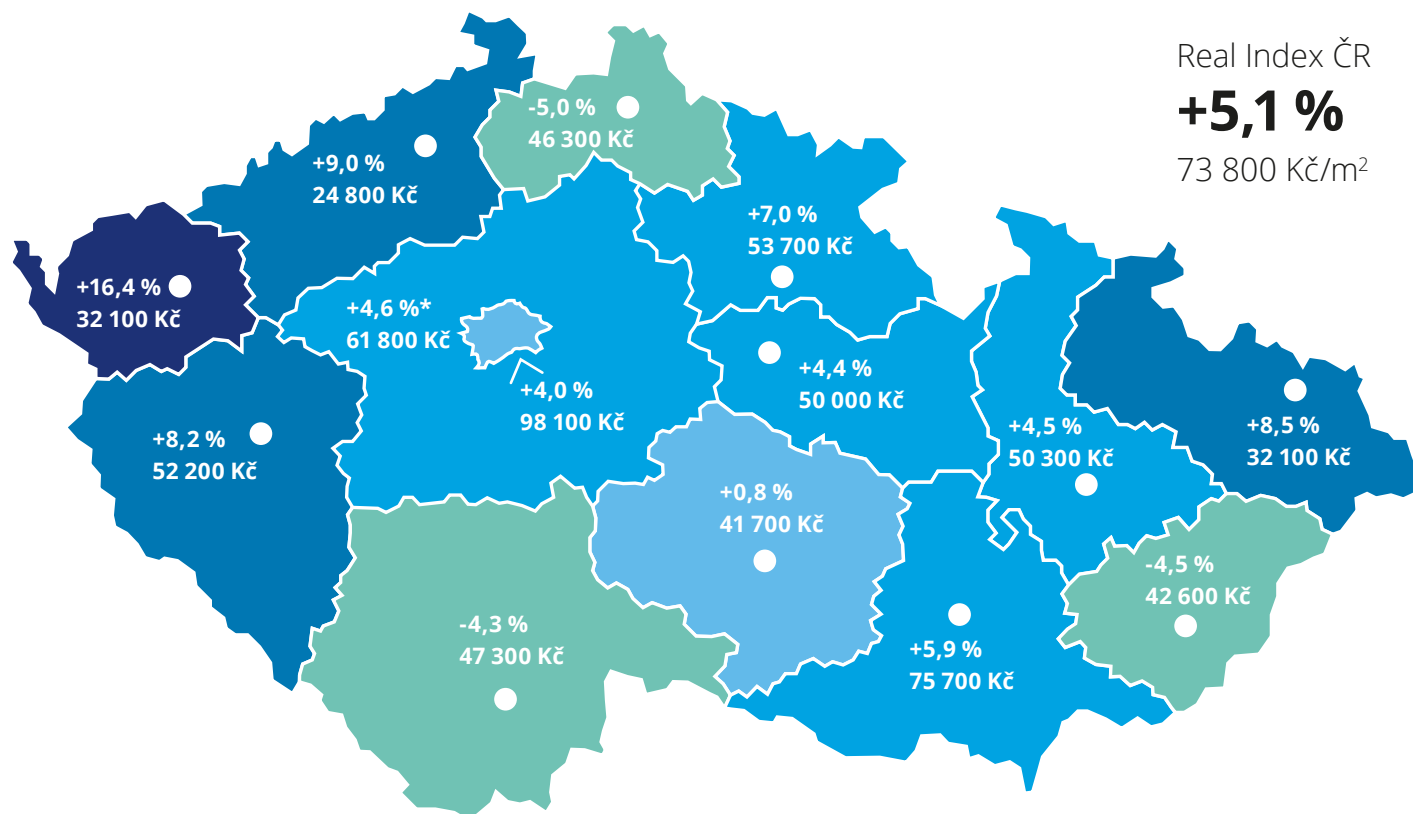 Real Index ČR
+5,1 %
73 800 Kč/m²
-5,0 %
46 300 Kč
+9,0 %
24 800 Kč
+7,0 %
53 700 Kč
+16,4 %
32 100 Kč
+4,6 %*
61 800 Kč
+4,0 %
98 100 Kč
+4,4 %
50 000 Kč
+8,2 %
52 200 Kč
+4,5 %
50 300 Kč
+8,5 %
32 100 Kč
+0,8 %
41 700 Kč
-4,5 %
42 600 Kč
-4,3 %
47 300 Kč
+5,9 %
75 700 Kč